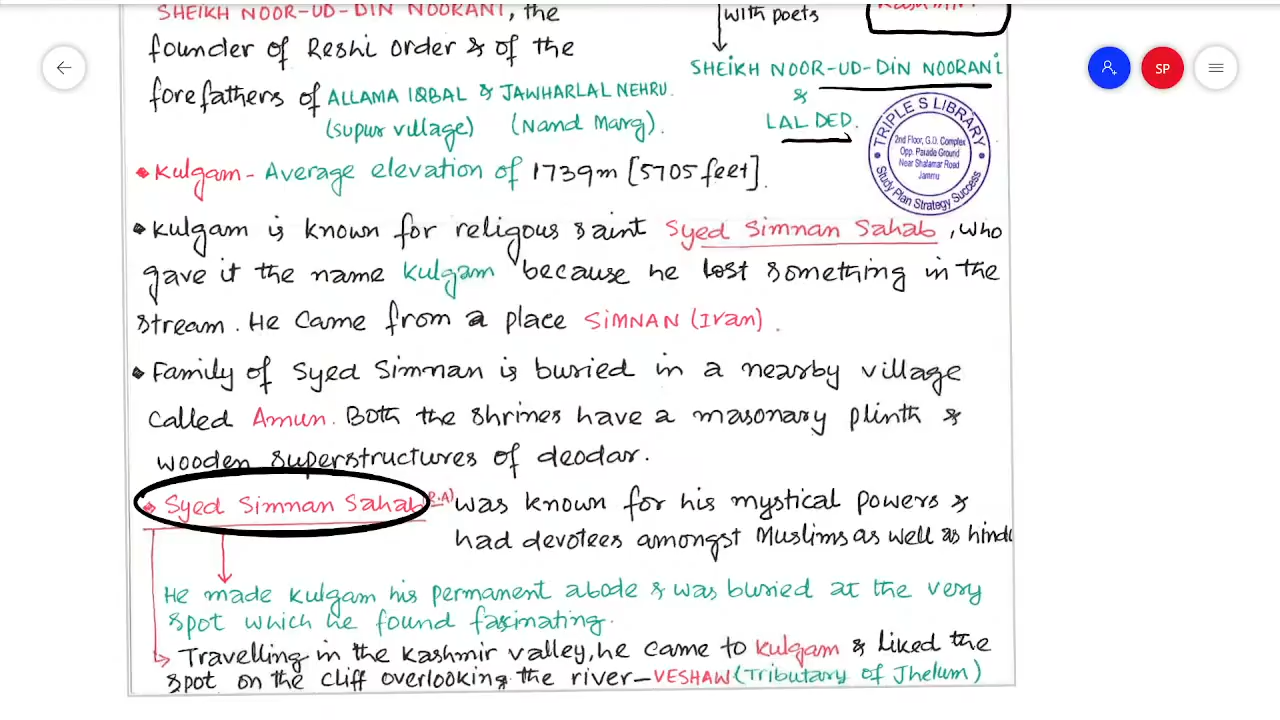 SHEIKH NOOR-UD-DIN NOORANI, the
founder of Reshi order & of the
forefathers of ALLAMA IQBAL & JAWHARLAL NEHRU.
(supur village) (Nand Marg).
with poets
SHEIKH NOOR-UD-DIN NOORANI
&
LAL DED.
TRIPLE S LIBRARY
2nd Floor, G.D. Complex
Opp. Parade Ground
Near Shalamar Road
Jammu
Study Plan Strategy Success
SP
Kulgam - Average elevation of 1739m [5705 feet].
Kulgam is known for religous saint Syed Simnan Sahab, who
gave it the name Kulgam because he lost something in the
stream. He came from a place SIMNAN (Iran).
Family of Syed Simnan is buried in a nearby village
called Amun. Both the shrines have a masonary plinth &
wooden superstructures of deodar.
Syed Simnan Sahab (R.A) was known for his mystical powers &
had devotees amongst Muslims as well as hindu
He made Kulgam his permanent abode & was buried at the very
spot which he found fascinating.
Travelling in the Kashmir valley, he came to Kulgam & liked the
spot on the cliff overlooking the river - VESHAW (Tributary of Jhelum)